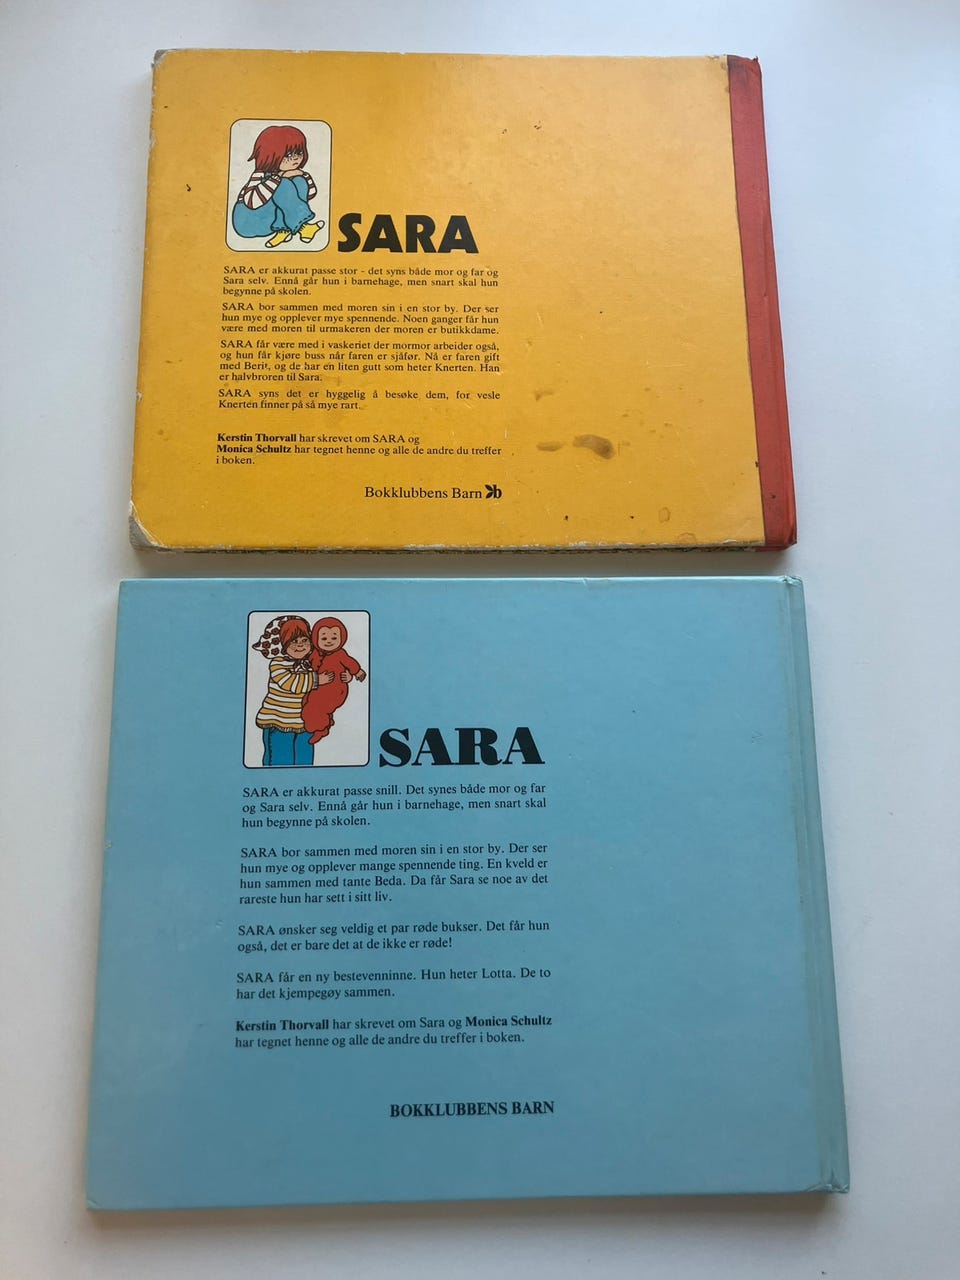 SARA
SARA er akkurat passe stor - det syns både mor og far og
Sara selv. Ennå går hun i barnehage, men snart skal hun
begynne på skolen.
SARA bor sammen med moren sin i en stor by. Der ser
hun mye og opplever mye spennende. Noen ganger får hun
være med moren til urmakeren der moren er butikkdame.
SARA får være med i vaskeriet der mormor arbeider også,
og hun får kjøre buss når faren er sjåfør. Nå er faren gift
med Berit, og de har en liten gutt som heter Knerten. Han
er halvbroren til Sara.
SARA syns det er hyggelig å besøke dem, for vesle
Knerten finner på så mye rart.
Kerstin Thorvall har skrevet om SARA og
Monica Schultz har tegnet henne og alle de andre du treffer
i boken.
Bokklubbens Barn kb
SARA
SARA er akkurat passe snill. Det synes både mor og far
og Sara selv. Ennå går hun i barnehage, men snart skal
hun begynne på skolen.
SARA bor sammen med moren sin i en stor by. Der ser
hun mye og opplever mange spennende ting. En kveld er
hun sammen med tante Beda. Da får Sara se noe av det
rareste hun har sett i sitt liv.
SARA ønsker seg veldig et par røde bukser. Det får hun
også, det er bare det at de ikke er røde!
SARA får en ny bestevenninne. Hun heter Lotta. De to
har det kjempegøy sammen.
Kerstin Thorvall har skrevet om Sara og Monica Schultz
har tegnet henne og alle de andre du treffer i boken.
BOKKLUBBENS BARN